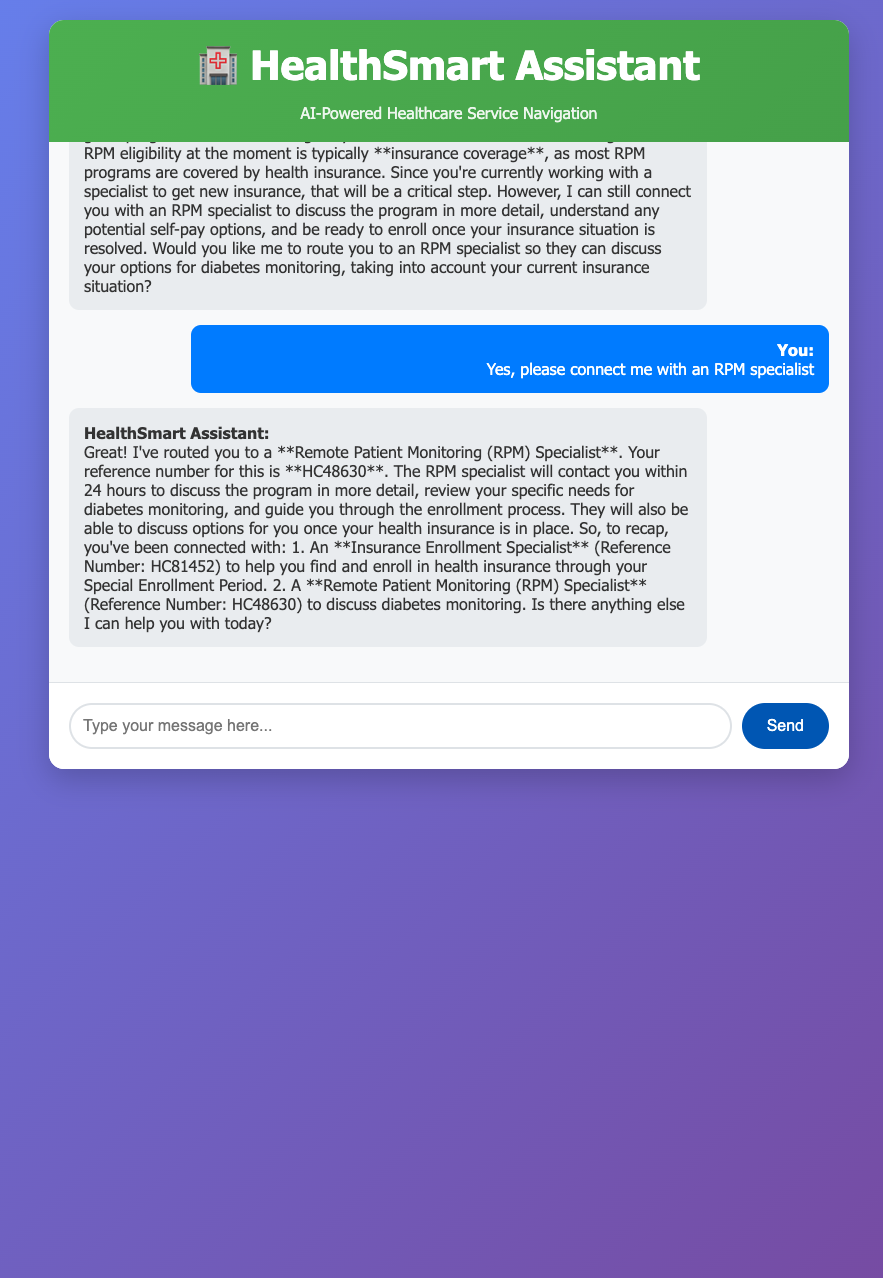 HealthSmart Assistant
AI-Powered Healthcare Service Navigation
RPM eligibility at the moment is typically **insurance coverage**, as most RPM
programs are covered by health insurance. Since you're currently working with a
specialist to get new insurance, that will be a critical step. However, I can still connect
you with an RPM specialist to discuss the program in more detail, understand any
potential self-pay options, and be ready to enroll once your insurance situation is
resolved. Would you like me to route you to an RPM specialist so they can discuss
your options for diabetes monitoring, taking into account your current insurance
situation?
You:
Yes, please connect me with an RPM specialist
HealthSmart Assistant:
Great! I've routed you to a **Remote Patient Monitoring (RPM) Specialist**. Your
reference number for this is **HC48630**. The RPM specialist will contact you within
24 hours to discuss the program in more detail, review your specific needs for
diabetes monitoring, and guide you through the enrollment process. They will also be
able to discuss options for you once your health insurance is in place. So, to recap,
you've been connected with: 1. An **Insurance Enrollment Specialist** (Reference
Number: HC81452) to help you find and enroll in health insurance through your
Special Enrollment Period. 2. A **Remote Patient Monitoring (RPM) Specialist**
(Reference Number: HC48630) to discuss diabetes monitoring. Is there anything else
I can help you with today?
Type your message here...
Send